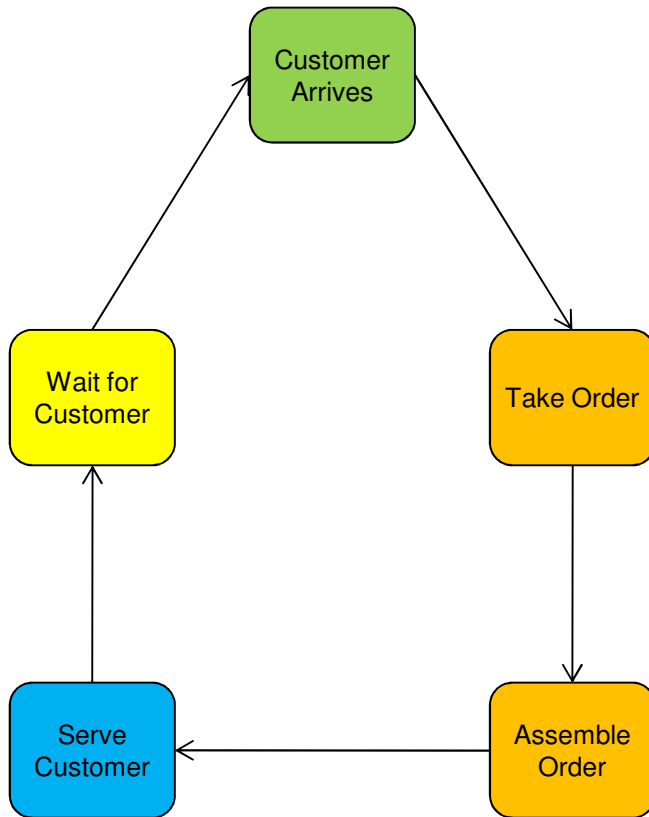 Customer
Arrives
Wait for
Customer
Take Order
Serve
Customer
Assemble
Order